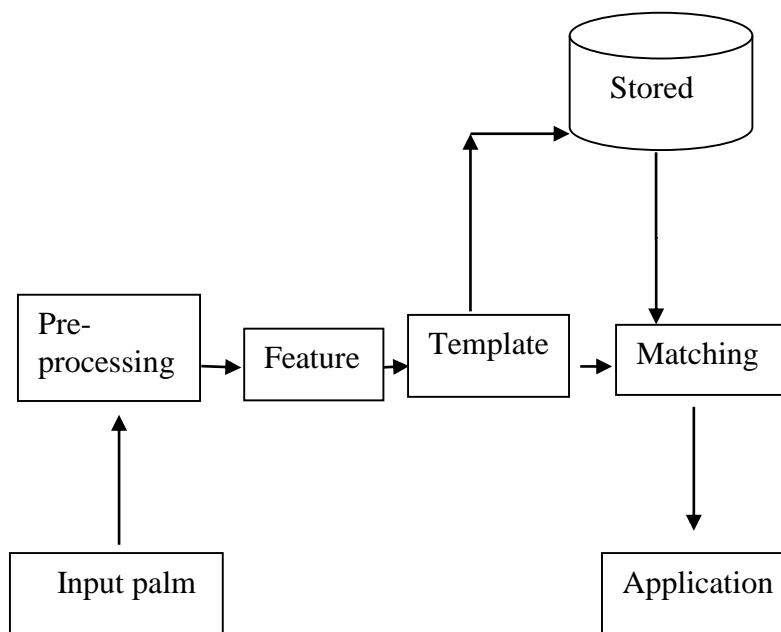 Stored
Pre-
processing
Feature
Template
Matching
Input palm
Application